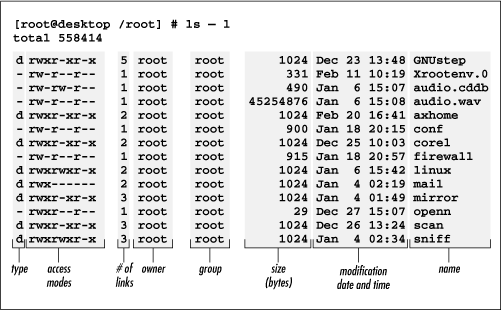 [root@desktop /root] # ls – l
total 558414
d rwxr-xr-x 5 root root 1024 Dec 23 13:48 GNUstep
- rw-r--r-- 1 root root 331 Feb 11 10:19 Xrootenv.0
- rw-rw-r-- 1 root root 490 Jan 6 15:07 audio.cddb
- rw-r--r-- 1 root root 45254876 Jan 6 15:08 audio.wav
d rwxr-xr-x 2 root root 1024 Feb 20 16:41 axhome
- rw-r--r-- 1 root root 900 Jan 18 20:15 conf
d rwxr-xr-x 2 root root 1024 Dec 25 10:03 corel
- rw-r--r-- 1 root root 915 Jan 18 20:57 firewall
d rwxrwxr-x 2 root root 1024 Jan 6 15:42 linux
d rwx------ 2 root root 1024 Jan 4 02:19 mail
d rwxr-xr-x 3 root root 1024 Jan 4 01:49 mirror
- rwxr--r-- 1 root root 29 Dec 27 15:07 openn
d rwxr-xr-x 3 root root 1024 Dec 26 13:24 scan
d rwxrwxr-x 3 root root 1024 Jan 4 02:34 sniff
type access modes # of links owner group size (bytes) modification date and time name